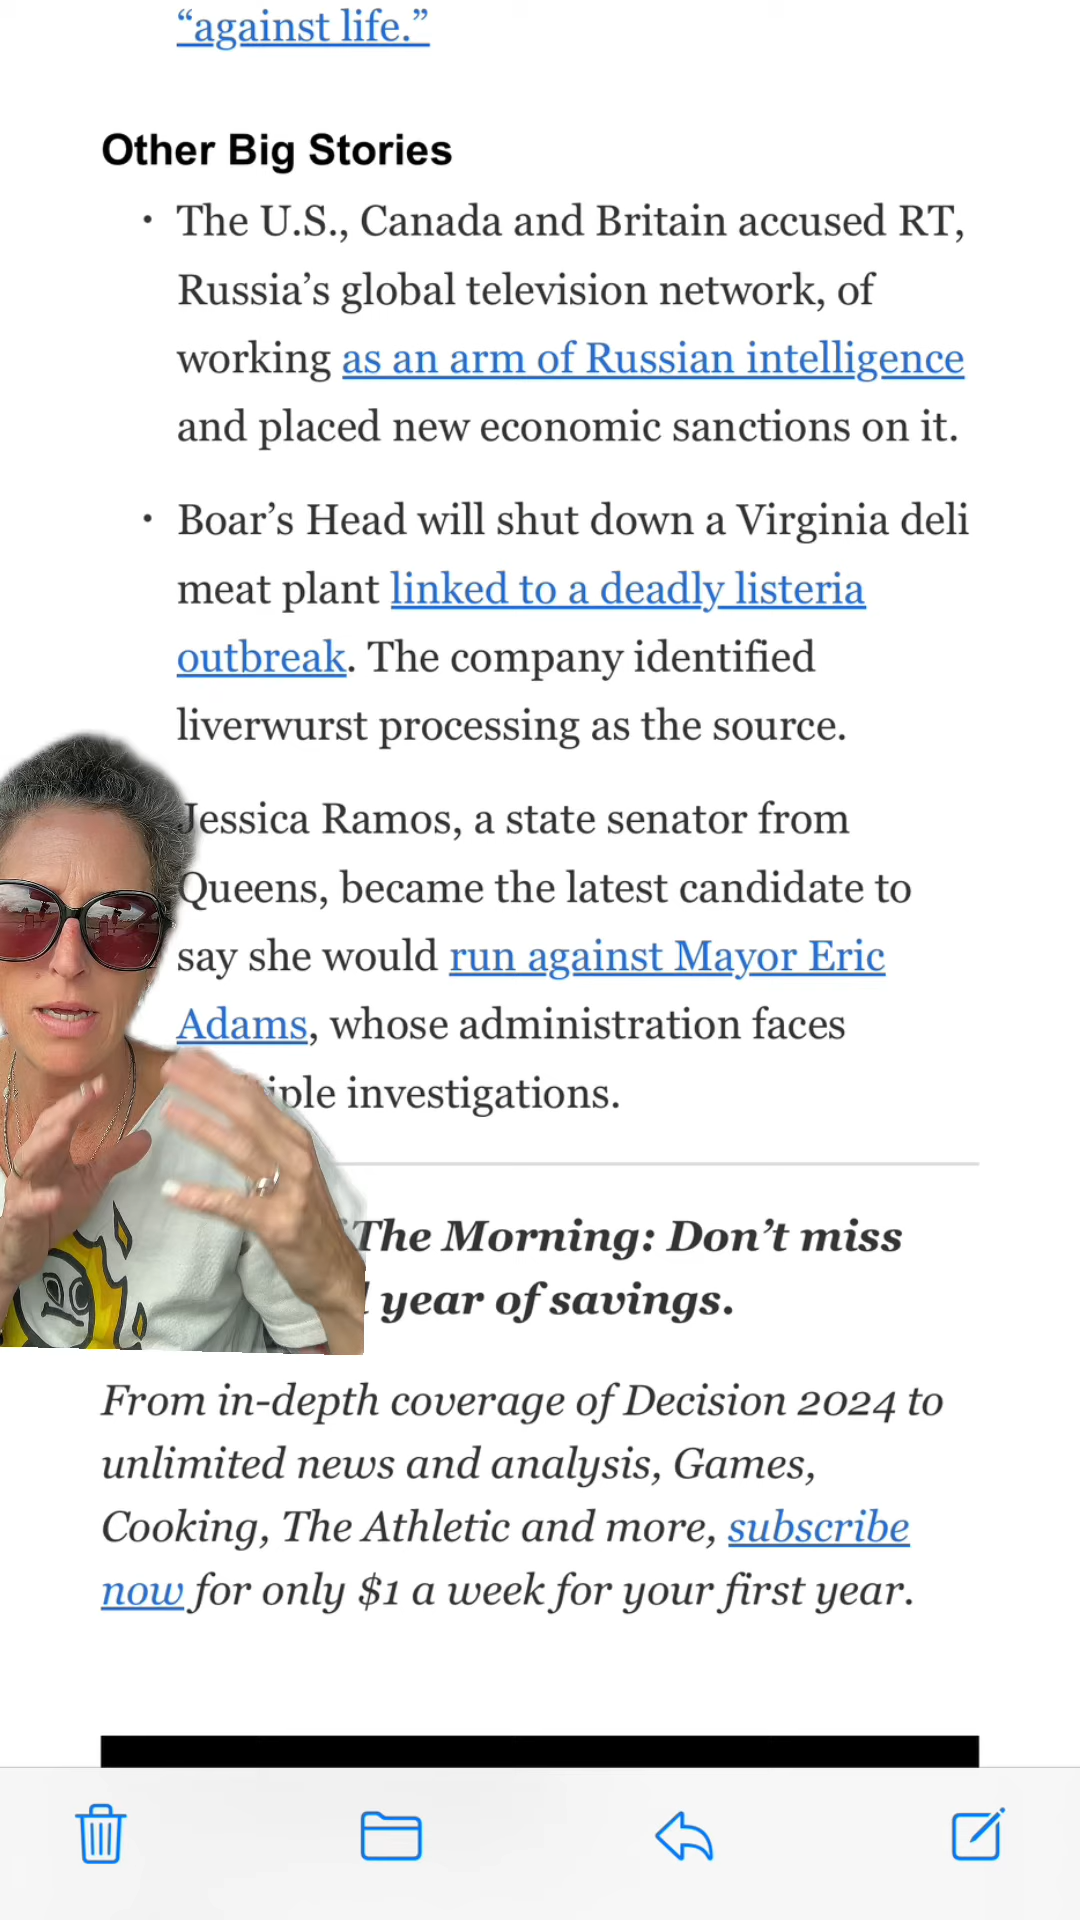 “against life.”
Other Big Stories
• The U.S., Canada and Britain accused RT,
Russia’s global television network, of
working as an arm of Russian intelligence
and placed new economic sanctions on it.
• Boar’s Head will shut down a Virginia deli
meat plant linked to a deadly listeria
outbreak. The company identified
liverwurst processing as the source.
Jessica Ramos, a state senator from
Queens, became the latest candidate to
say she would run against Mayor Eric
Adams, whose administration faces
investigations.
The Morning: Don’t miss
year of savings.
From in-depth coverage of Decision 2024 to
unlimited news and analysis, Games,
Cooking, The Athletic and more, subscribe
now for only $1 a week for your first year.